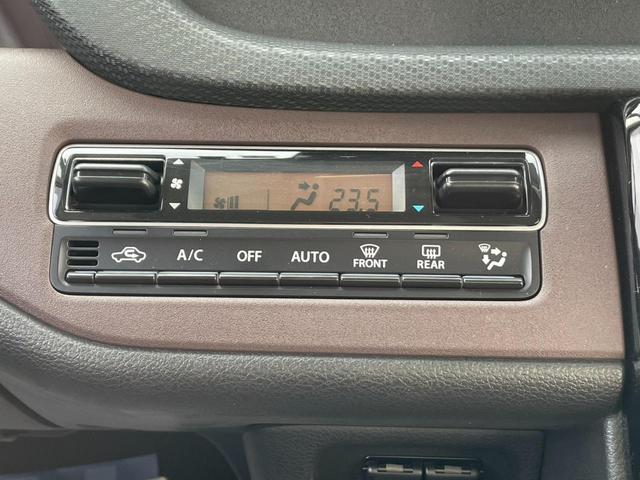 23.5
A/C OFF AUTO FRONT REAR